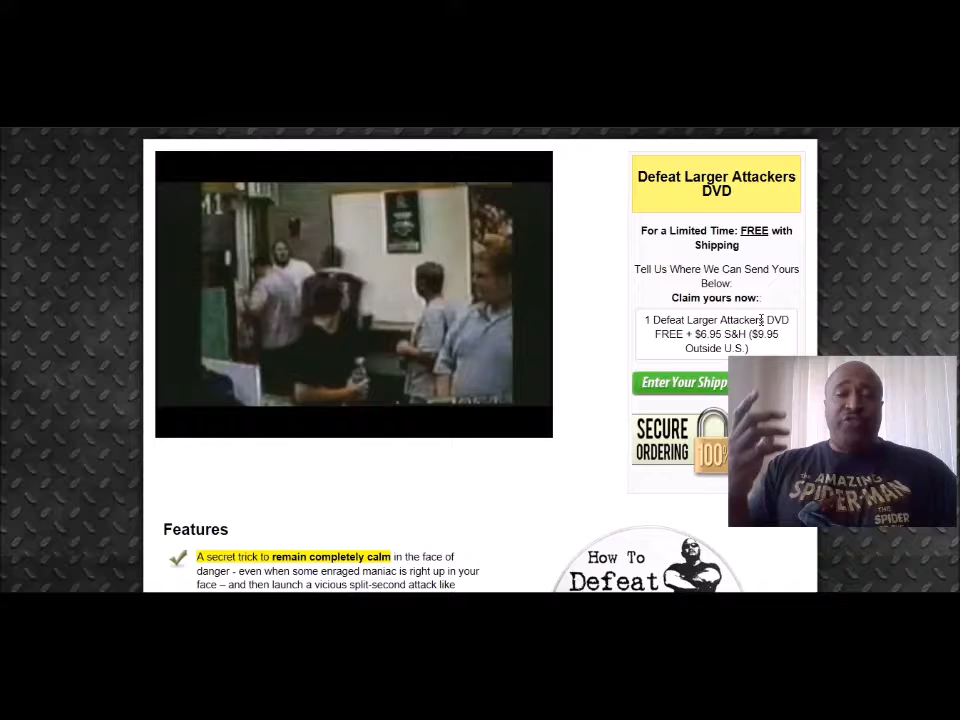 Defeat Larger Attackers
DVD
For a Limited Time: FREE with
Shipping
Tell Us Where We Can Send Yours
Below:
Claim yours now:
1 Defeat Larger Attackers DVD
FREE + $6.95 S&H ($9.95
Outside U.S.)
Enter Your Shipp
SECURE
ORDERING
100%
THE AMAZING
SPIDER-MAN
THE
SPIDER
Features
A secret trick to remain completely calm in the face of
danger - even when some enraged maniac is right up in your
face – and then launch a vicious split-second attack like
How To
Defeat